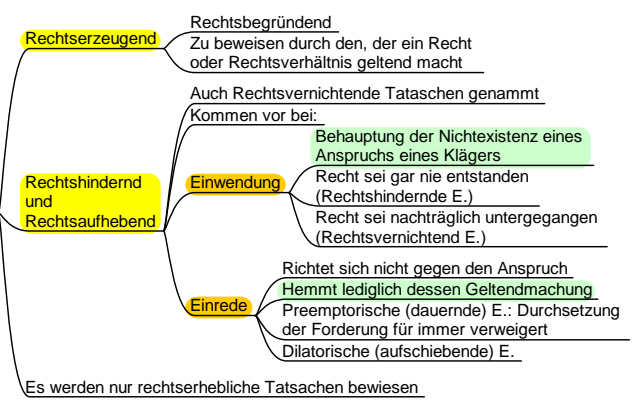 Rechtserzeugend
Rechtsbegründend
Zu beweisen durch den, der ein Recht
oder Rechtsverhältnis geltend macht
Rechtshindernd
und
Rechtsaufhebend
Auch Rechtsvernichtende Tataschen genammt
Kommen vor bei:
Einwendung
Behauptung der Nichtexistenz eines
Anspruchs eines Klägers
Recht sei gar nie entstanden
(Rechtshindernde E.)
Recht sei nachträglich untergegangen
(Rechtsvernichtend E.)
Einrede
Richtet sich nicht gegen den Anspruch
Hemmt lediglich dessen Geltendmachung
Preemptorische (dauernde) E.: Durchsetzung
der Forderung für immer verweigert
Dilatorische (aufschiebende) E.
Es werden nur rechtserhebliche Tatsachen bewiesen